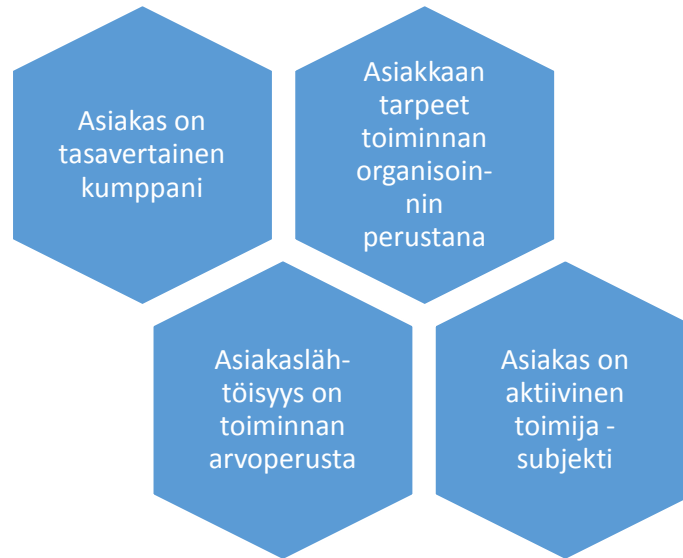 Asiakas on
tasavertainen
kumppani
Asiakkaan
tarpeet
toiminnan
organisoin-
nin
perustana
Asiakasläh-
töisyys on
toiminnan
arvoperusta
Asiakas on
aktiivinen
toimija -
subjekti